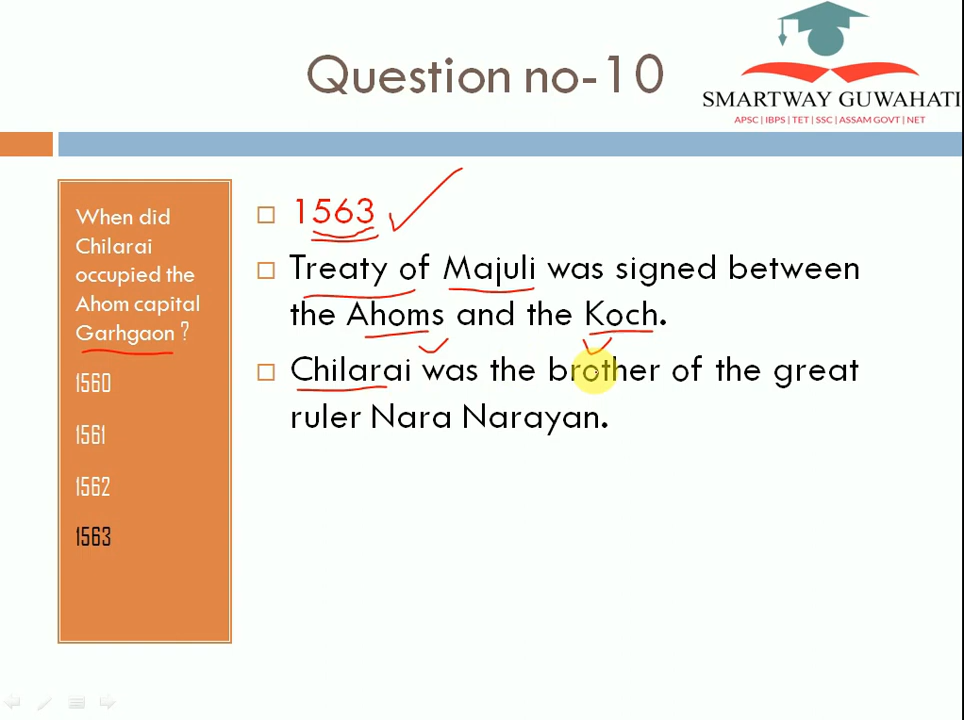 Question no-10
SMARTWAY GUWAHATI
APSC | IBPS | TET | SSC | ASSAM GOVT | NET
When did
Chilarai
occupied the
Ahom capital
Garhgaon ?
1560
1561
1562
1563
1563
Treaty of Majuli was signed between
the Ahoms and the Koch.
Chilarai was the brother of the great
ruler Nara Narayan.